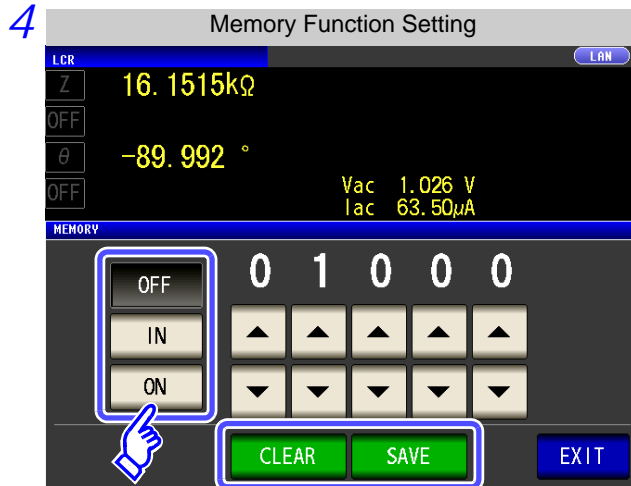 4
Memory Function Setting
LCR
LAN
Z 16.1515kΩ
OFF
θ -89.992 °
OFF
Vac 1.026 V
Iac 63.50μA
MEMORY
OFF 0 1 0 0 0
IN
ON
CLEAR SAVE EXIT